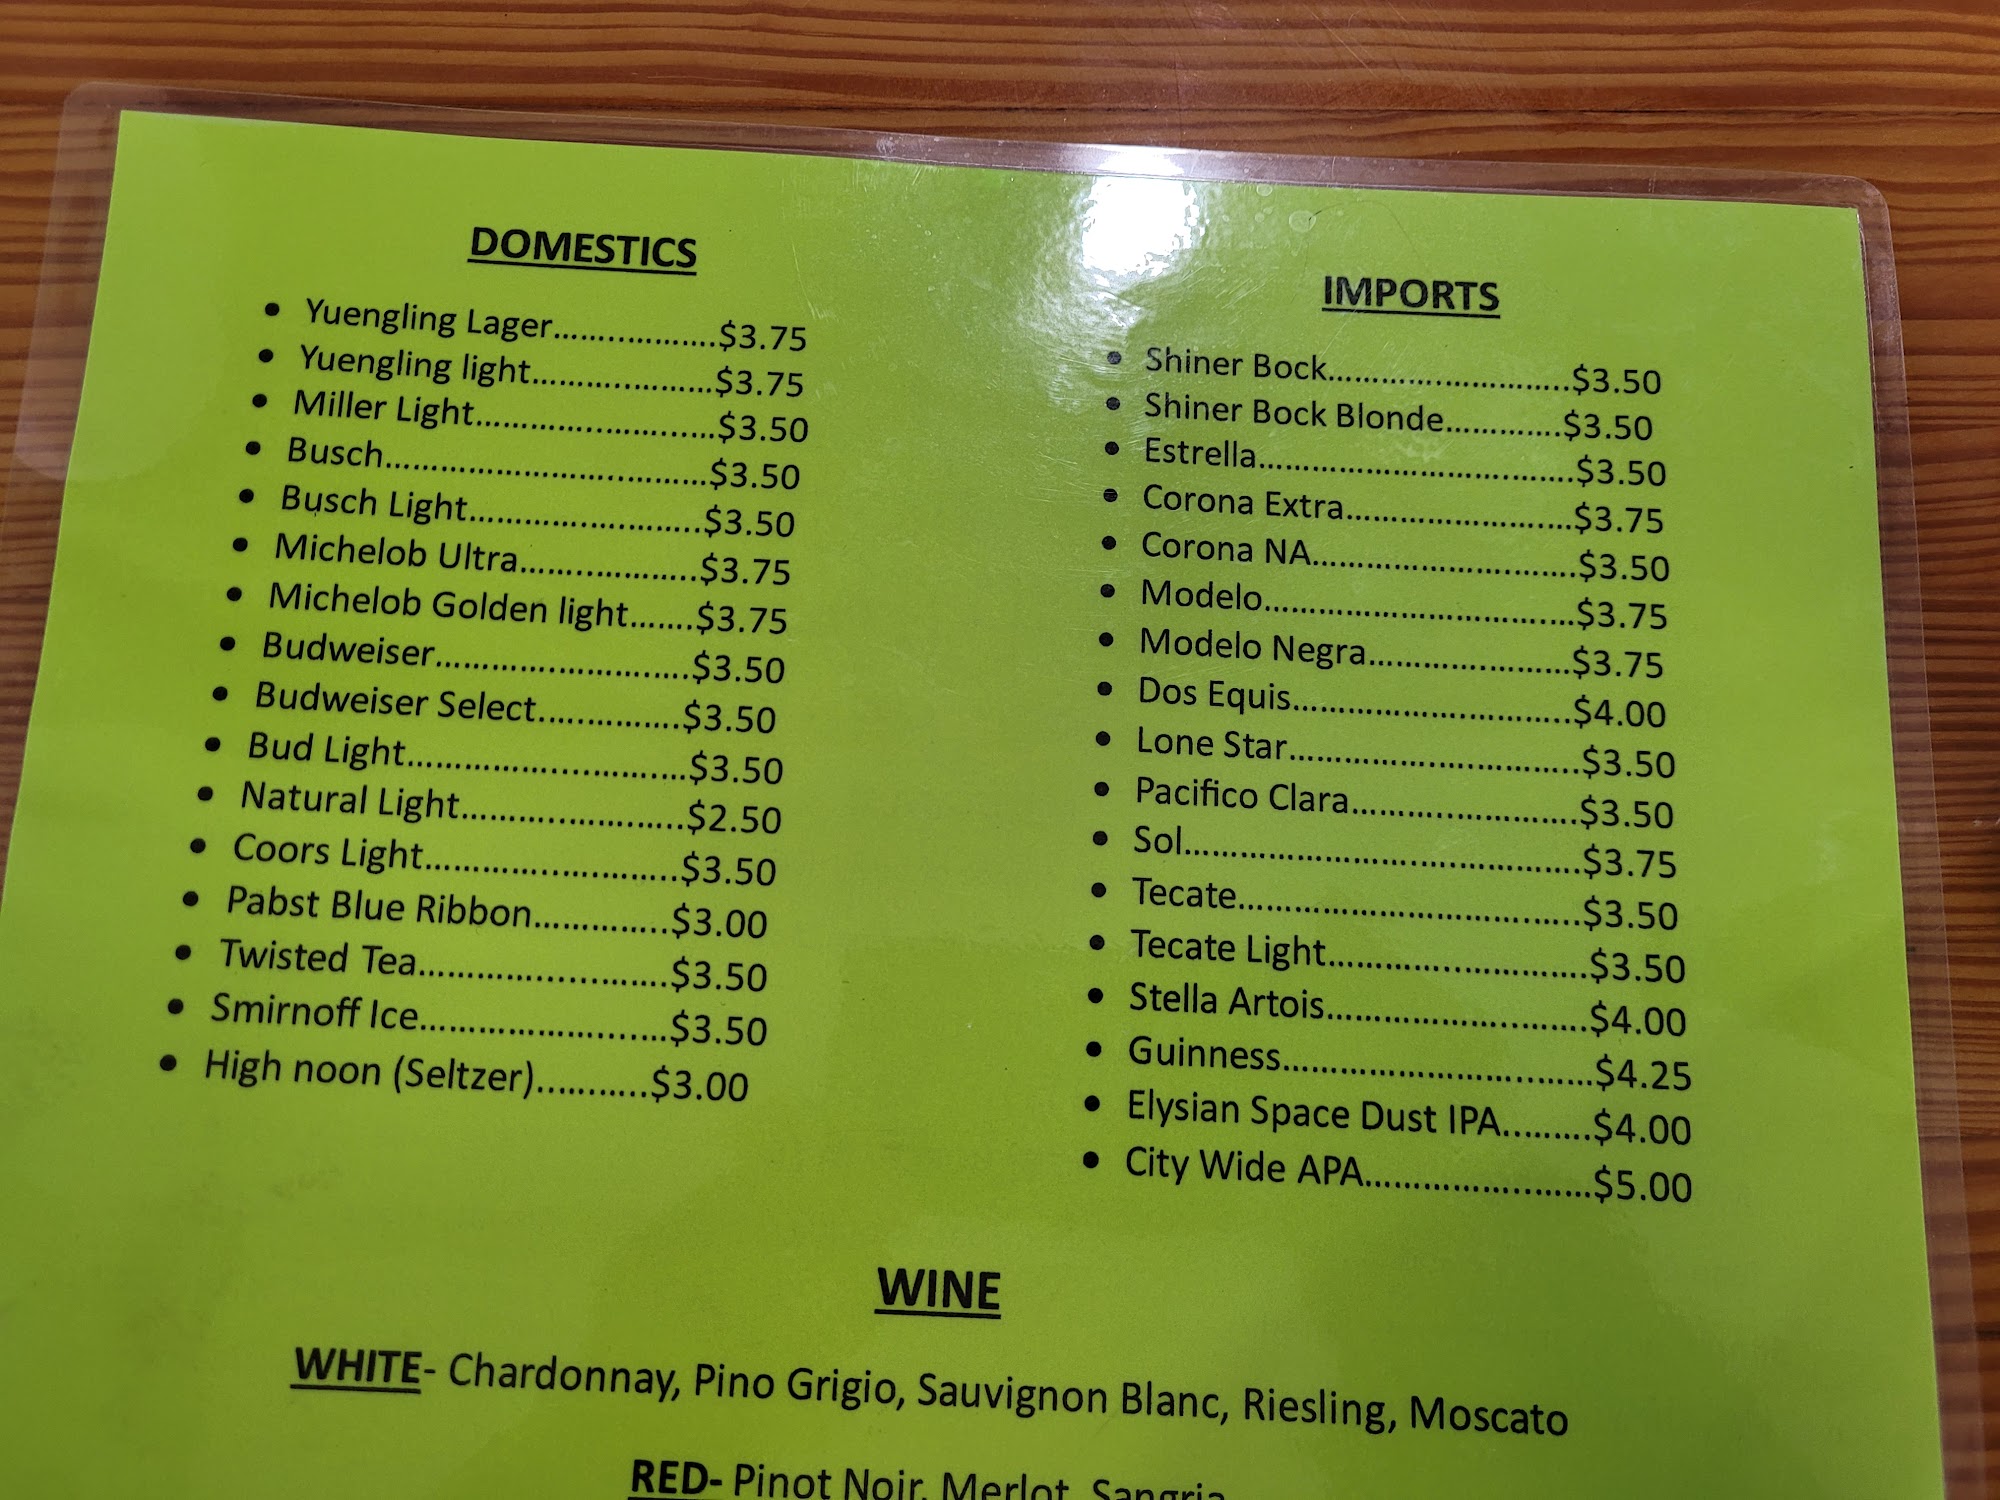 DOMESTICS
Yuengling Lager..................$3.75
Yuengling light....................$3.75
Miller Light..........................$3.50
Busch...................................$3.50
Busch Light.........................$3.50
Michelob Ultra...................$3.75
Michelob Golden light.......$3.75
Budweiser...........................$3.50
Budweiser Select...............$3.50
Bud Light.............................$3.50
Natural Light.......................$2.50
Coors Light..........................$3.50
Pabst Blue Ribbon..............$3.00
Twisted Tea..........................$3.50
Smirnoff Ice.........................$3.50
High noon (Seltzer)...........$3.00
IMPORTS
Shiner Bock..........................$3.50
Shiner Bock Blonde............$3.50
Estrella..................................$3.50
Corona Extra........................$3.75
Corona NA............................$3.50
Modelo.................................$3.75
Modelo Negra.....................$3.75
Dos Equis.............................$4.00
Lone Star..............................$3.50
Pacifico Clara.......................$3.50
Sol.........................................$3.75
Tecate...................................$3.50
Tecate Light.........................$3.50
Stella Artois..........................$4.00
Guinness...............................$4.25
Elysian Space Dust IPA.........$4.00
City Wide APA.......................$5.00
WINE
WHITE- Chardonnay, Pino Grigio, Sauvignon Blanc, Riesling, Moscato
RED- Pinot Noir, Merlot, Sangria